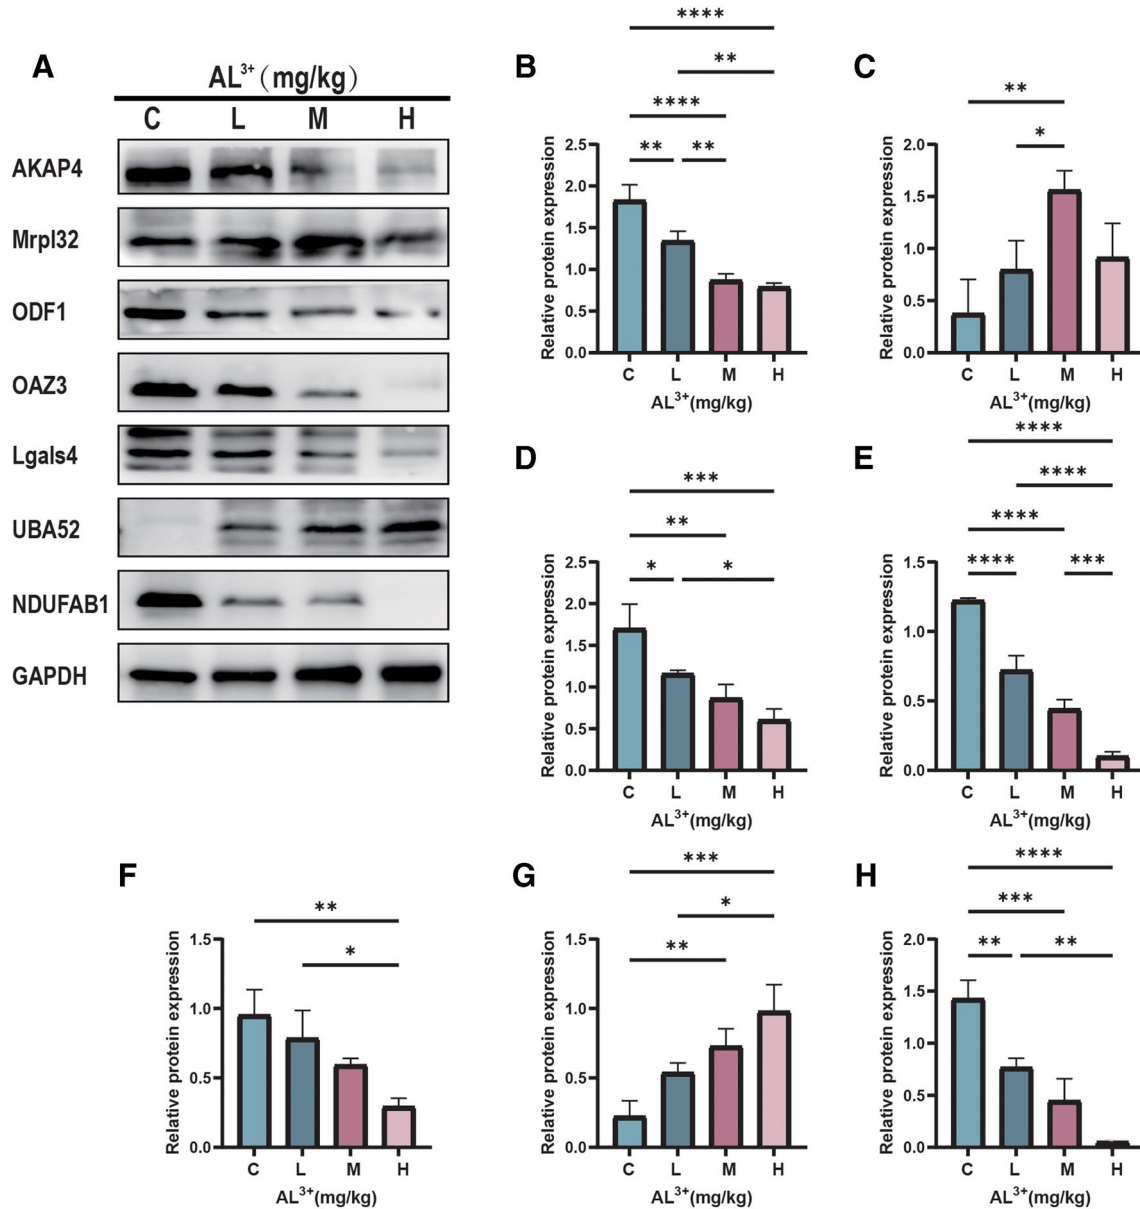 A
AL³⁺(mg/kg)
C L M H
AKAP4
Mrpl32
ODF1
OAZ3
Lgals4
UBA52
NDUFAB1
GAPDH
B
****
**
****
** **
Relative protein expression
2.5
2.0
1.5
1.0
0.5
0.0
C L M H
AL³⁺(mg/kg)
C
**
*
Relative protein expression
2.0
1.5
1.0
0.5
0.0
C L M H
AL³⁺(mg/kg)
D
***
**
* *
Relative protein expression
2.5
2.0
1.5
1.0
0.5
0.0
C L M H
AL³⁺(mg/kg)
E
****
****
****
**** ***
Relative protein expression
1.5
1.0
0.5
0.0
C L M H
AL³⁺(mg/kg)
F
**
*
Relative protein expression
1.5
1.0
0.5
0.0
C L M H
AL³⁺(mg/kg)
G
***
*
**
Relative protein expression
1.5
1.0
0.5
0.0
C L M H
AL³⁺(mg/kg)
H
****
***
** **
Relative protein expression
2.0
1.5
1.0
0.5
0.0
C L M H
AL³⁺(mg/kg)